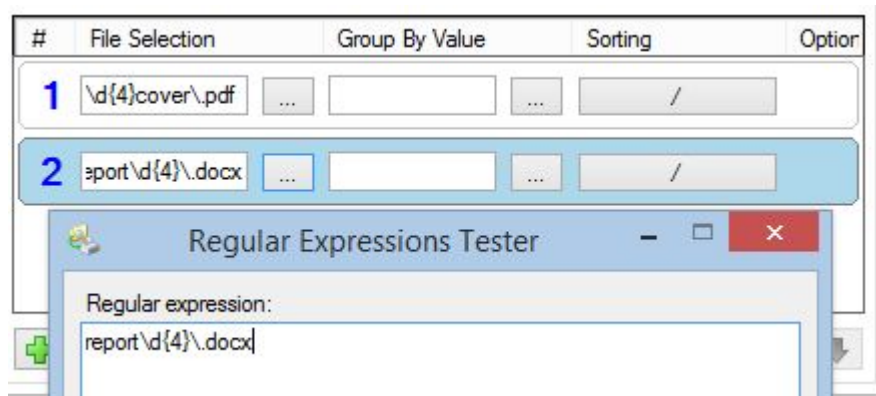 # File Selection Group By Value Sorting Option
1 \d{4}cover\.pdf ... ... /
2 eport\d{4}\.docx ... ... /
Regular Expressions Tester
Regular expression:
report\d{4}\.docx